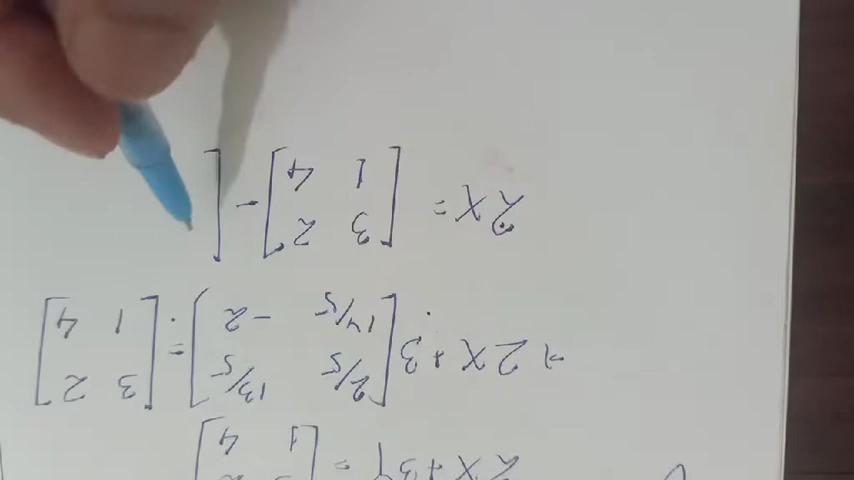 2X+3Y = [
1 4
→2X+3 [2/5 13/5 = [3 2
14/5 -2] 1 4]
2X = [3 2 - [
1 4]